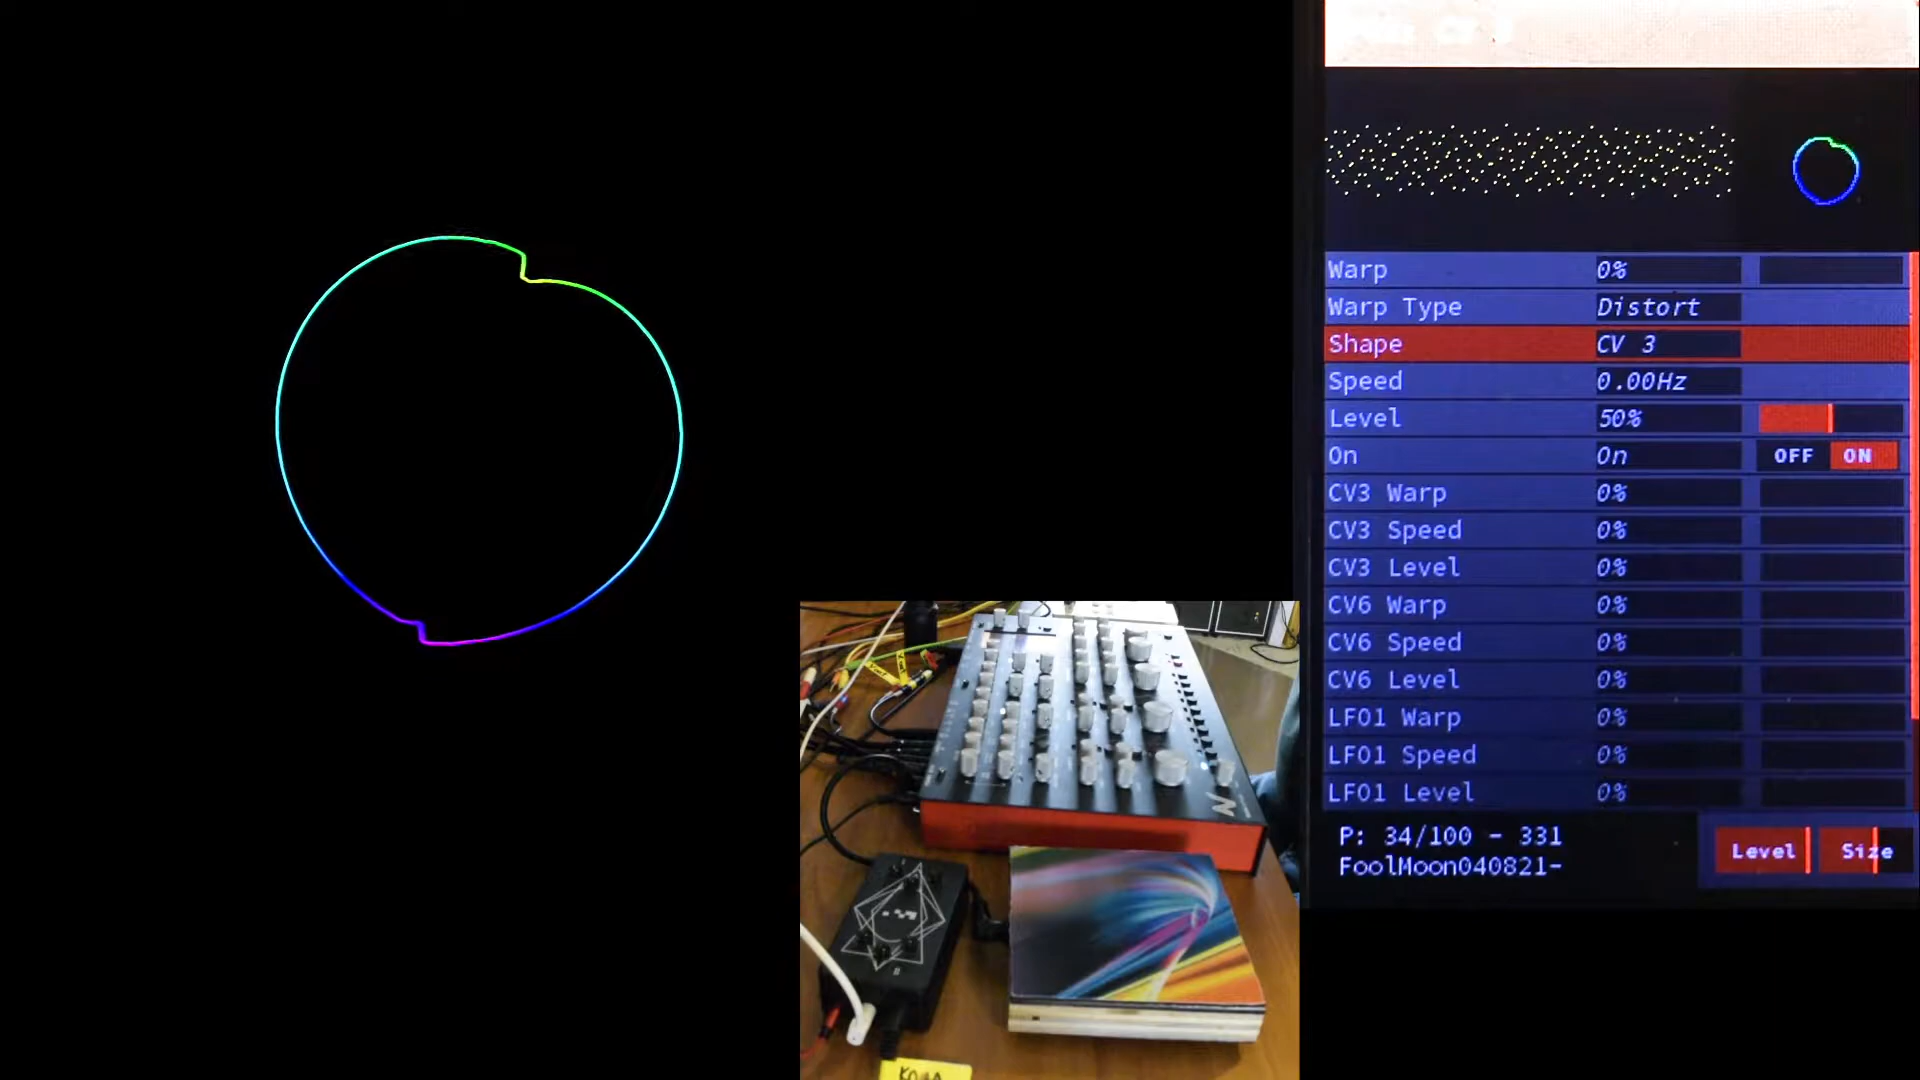 Warp 0%
Warp Type Distort
Shape CV 3
Speed 0.00Hz
Level 50%
On On OFF ON
CV3 Warp 0%
CV3 Speed 0%
CV3 Level 0%
CV6 Warp 0%
CV6 Speed 0%
CV6 Level 0%
LFO1 Warp 0%
LFO1 Speed 0%
LFO1 Level 0%
P: 34/100 - 331
FoolMoon040821-
Level Size